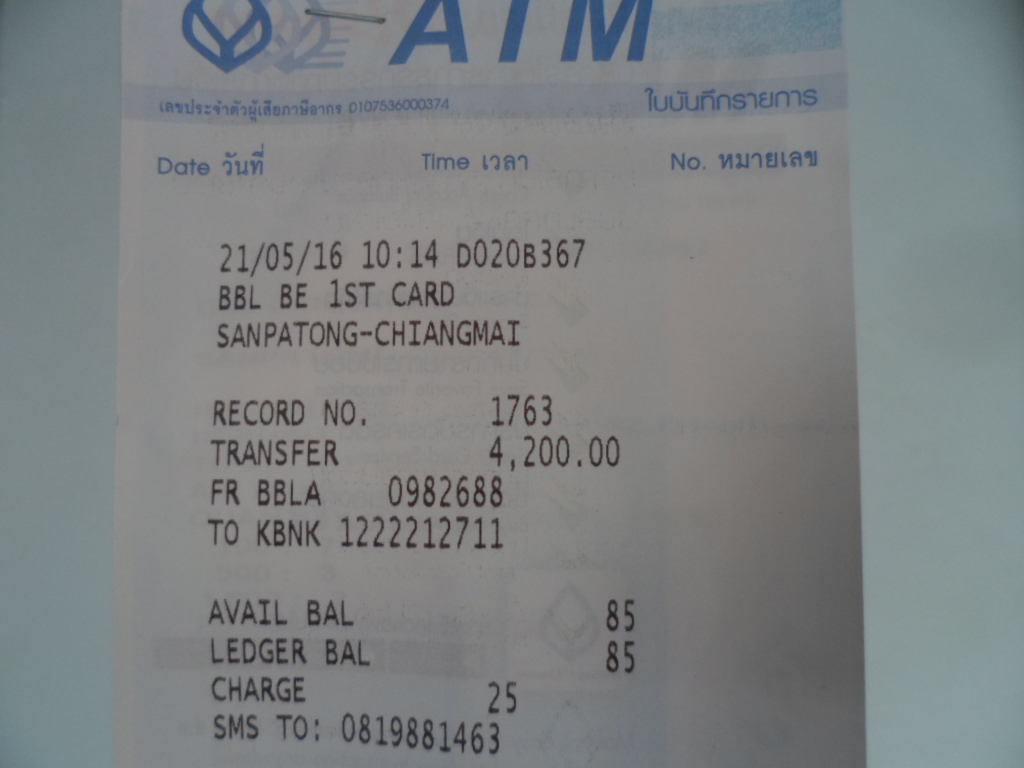 ATM
เลขประจำตัวผู้เสียภาษีอากร 0107536000374 ใบบันทึกรายการ
Date วันที่ Time เวลา No. หมายเลข
21/05/16 10:14 D020B367
BBL BE 1ST CARD
SANPATONG-CHIANGMAI
RECORD NO. 1763
TRANSFER 4,200.00
FR BBLA 0982688
TO KBNK 1222212711
AVAIL BAL 85
LEDGER BAL 85
CHARGE 25
SMS TO: 0819881463